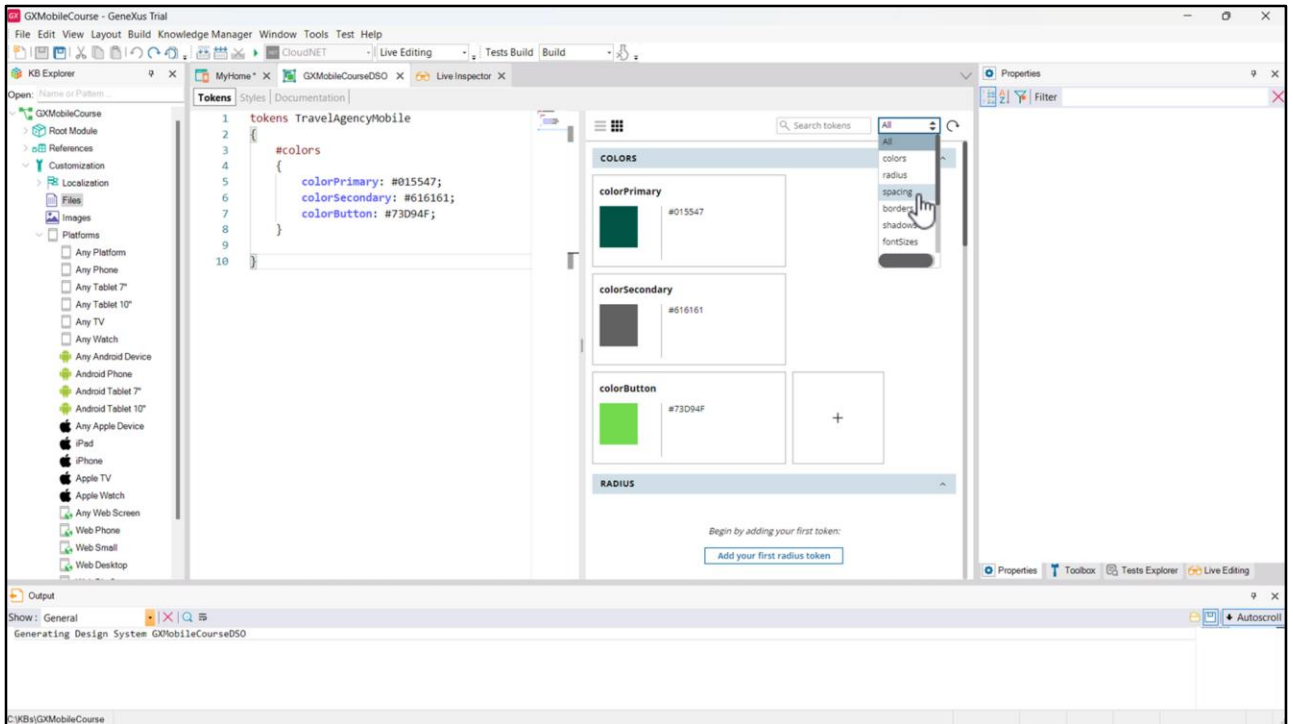 GX GXMobileCourse - GeneXus Trial
File Edit View Layout Build Knowledge Manager Window Tools Test Help
CloudNET Live Editing Tests Build Build
KB Explorer
Open: Name or Pattern...
GXMobileCourse
Root Module
References
Customization
Localization
Files
Images
Platforms
Any Platform
Any Phone
Any Tablet 7"
Any Tablet 10"
Any TV
Any Watch
Any Android Device
Android Phone
Android Tablet 7"
Android Tablet 10"
Any Apple Device
iPad
iPhone
Apple TV
Apple Watch
Any Web Screen
Web Phone
Web Small
Web Desktop
MyHome* GXMobileCourseDSO Live Inspector
Tokens Styles Documentation
1 tokens TravelAgencyMobile
2 {
3 #colors
4 {
5 colorPrimary: #015547;
6 colorSecondary: #616161;
7 colorButton: #73D94F;
8 }
9
10 }
Search tokens All
All
colors
radius
spacing
borders
shadows
fontSizes
COLORS
colorPrimary
#015547
colorSecondary
#616161
colorButton
#73D94F
+
RADIUS
Begin by adding your first token:
Add your first radius token
Properties
Filter
Properties Toolbox Tests Explorer Live Editing
Output
Show: General Autoscroll
Generating Design System GXMobileCourseDSO
C:\KBs\GXMobileCourse